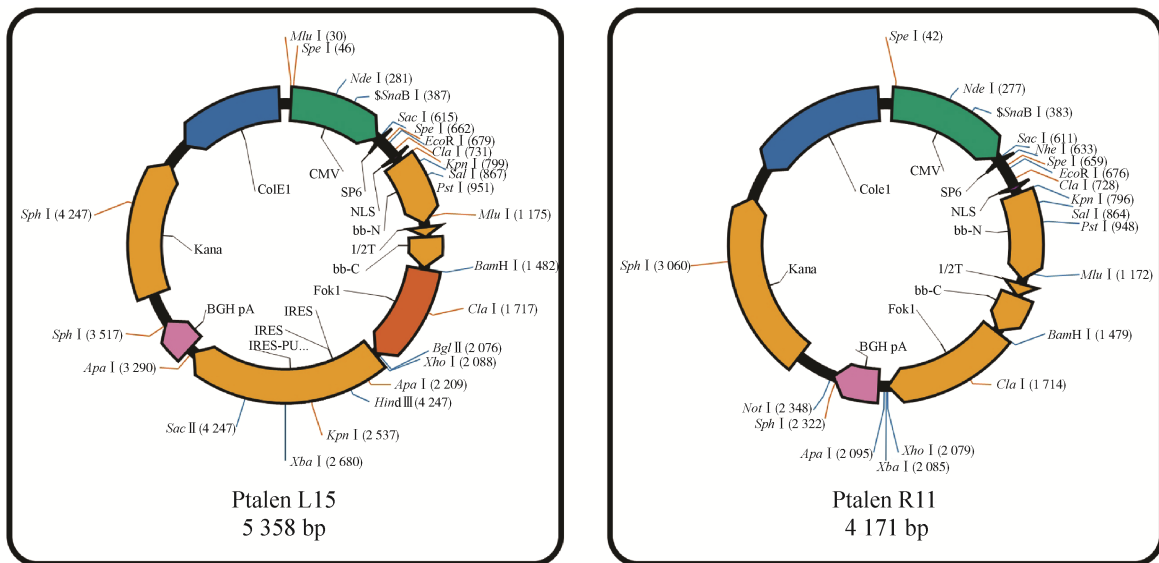 Mlu I (30)
Spe I (46)
Nde I (281)
$SnaB I (387)
Sac I (615)
Spe I (662)
EcoR I (679)
Cla I (731)
Kpn I (799)
Sal I (867)
Pst I (951)
Mlu I (1 175)
BamH I (1 482)
Cla I (1 717)
Bgl II (2 076)
Xho I (2 088)
Apa I (2 209)
Hind III (4 247)
Kpn I (2 537)
Xba I (2 680)
Sac II (4 247)
Apa I (3 290)
Sph I (3 517)
Sph I (4 247)
ColE1
CMV
SP6
NLS
bb-N
1/2T
bb-C
Fok1
IRES
IRES
IRES-PU...
BGH pA
Kana
Ptalen L15
5 358 bp
Spe I (42)
Nde I (277)
$SnaB I (383)
Sac I (611)
Nhe I (633)
Spe I (659)
EcoR I (676)
Cla I (728)
Kpn I (796)
Sal I (864)
Pst I (948)
Mlu I (1 172)
BamH I (1 479)
Cla I (1 714)
Xho I (2 079)
Xba I (2 085)
Apa I (2 095)
Sph I (2 322)
Not I (2 348)
Sph I (3 060)
Cole1
CMV
SP6
NLS
bb-N
1/2T
bb-C
Fok1
BGH pA
Kana
Ptalen R11
4 171 bp